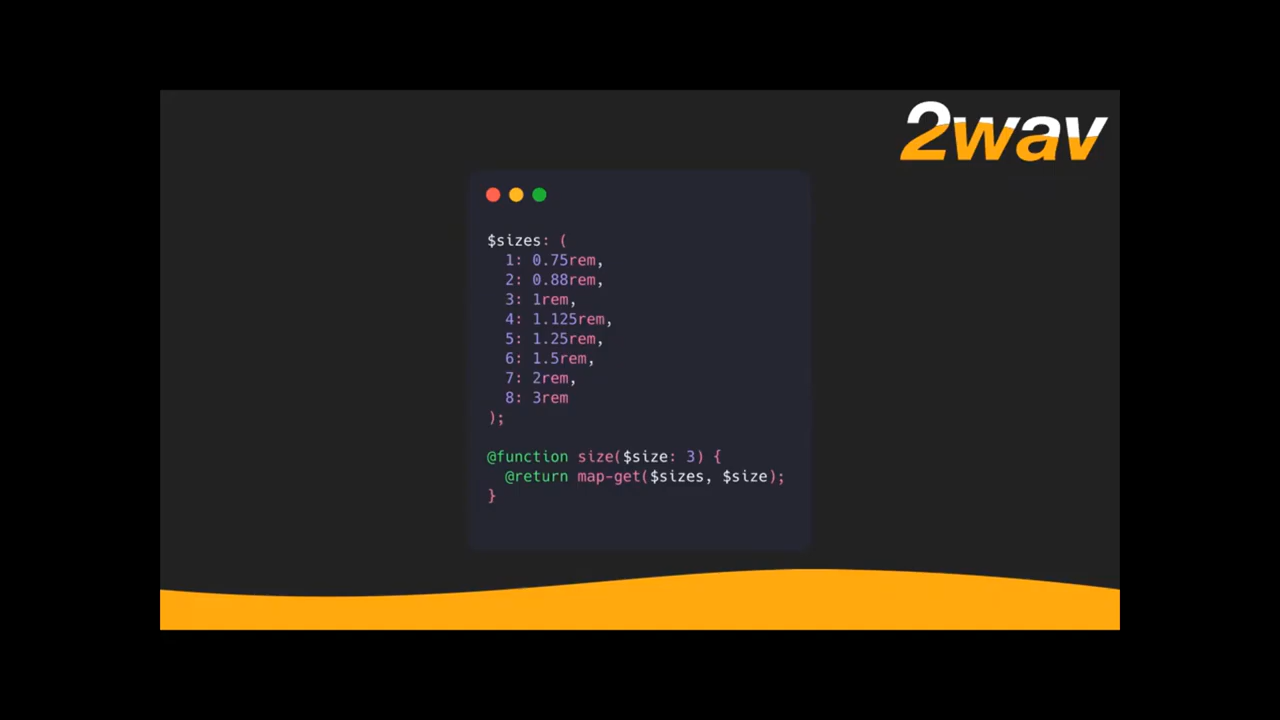 2wav
$sizes: (
  1: 0.75rem,
  2: 0.88rem,
  3: 1rem,
  4: 1.125rem,
  5: 1.25rem,
  6: 1.5rem,
  7: 2rem,
  8: 3rem
);
@function size($size: 3) {
  @return map-get($sizes, $size);
}